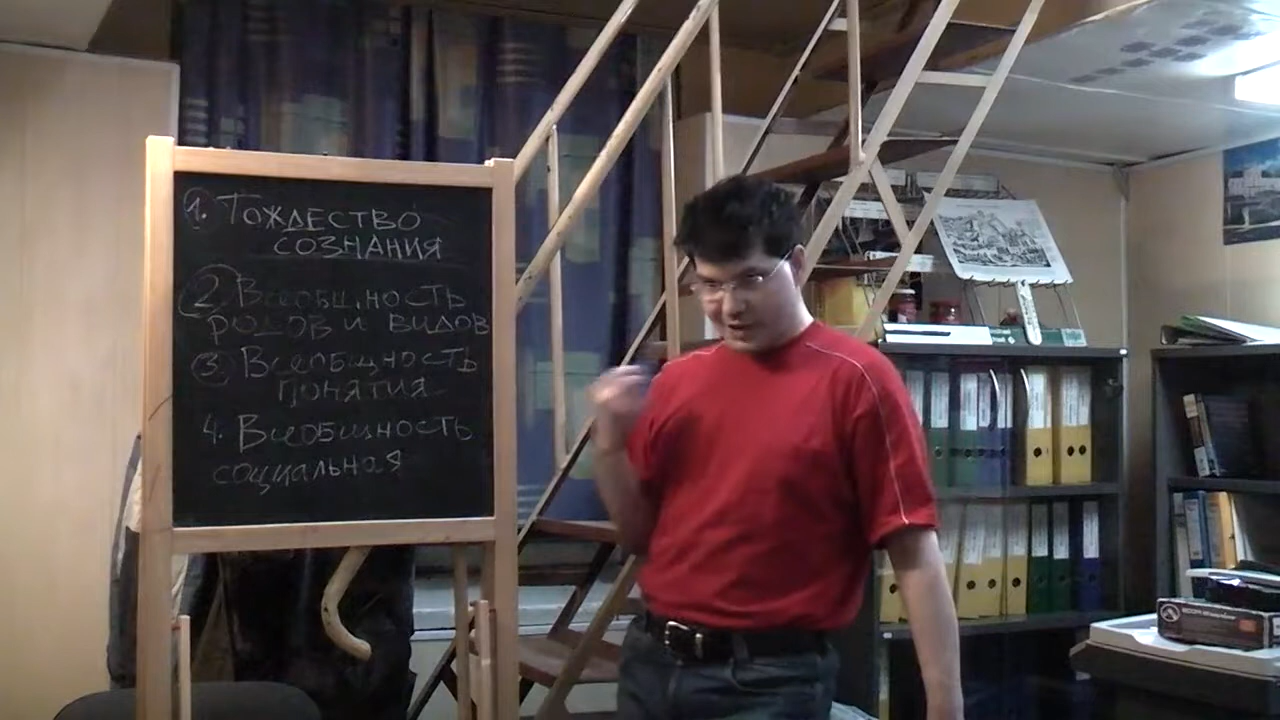 1. Тождество
сознания
2. Всеобщность
родов и видов
3. Всеобщность
понятия
4. Всеобщность
социальная